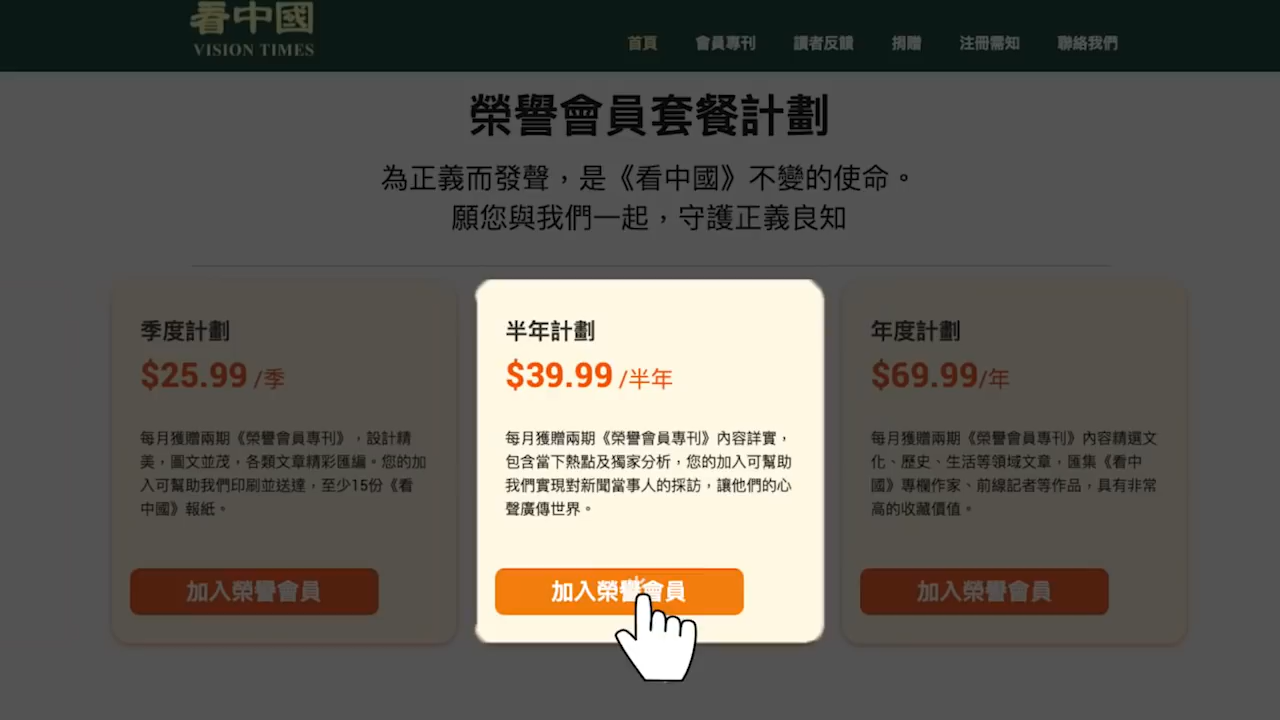 看中國
VISION TIMES
首頁 會員專刊 讀者反饋 捐贈 注冊需知 聯絡我們
榮譽會員套餐計劃
為正義而發聲，是《看中國》不變的使命。
願您與我們一起，守護正義良知
季度計劃
$25.99 /季
每月獲贈兩期《榮譽會員專刊》，設計精
美，圖文並茂，各類文章精彩匯編。您的加
入可幫助我們印刷並送達，至少15份《看
中國》報紙。
加入榮譽會員
半年計劃
$39.99 /半年
每月獲贈兩期《榮譽會員專刊》內容詳實，
包含當下熱點及獨家分析，您的加入可幫助
我們實現對新聞當事人的採訪，讓他們的心
聲廣傳世界。
加入榮譽會員
年度計劃
$69.99/年
每月獲贈兩期《榮譽會員專刊》內容精選文
化、歷史、生活等領域文章，匯集《看中
國》專欄作家、前線記者等作品，具有非常
高的收藏價值。
加入榮譽會員